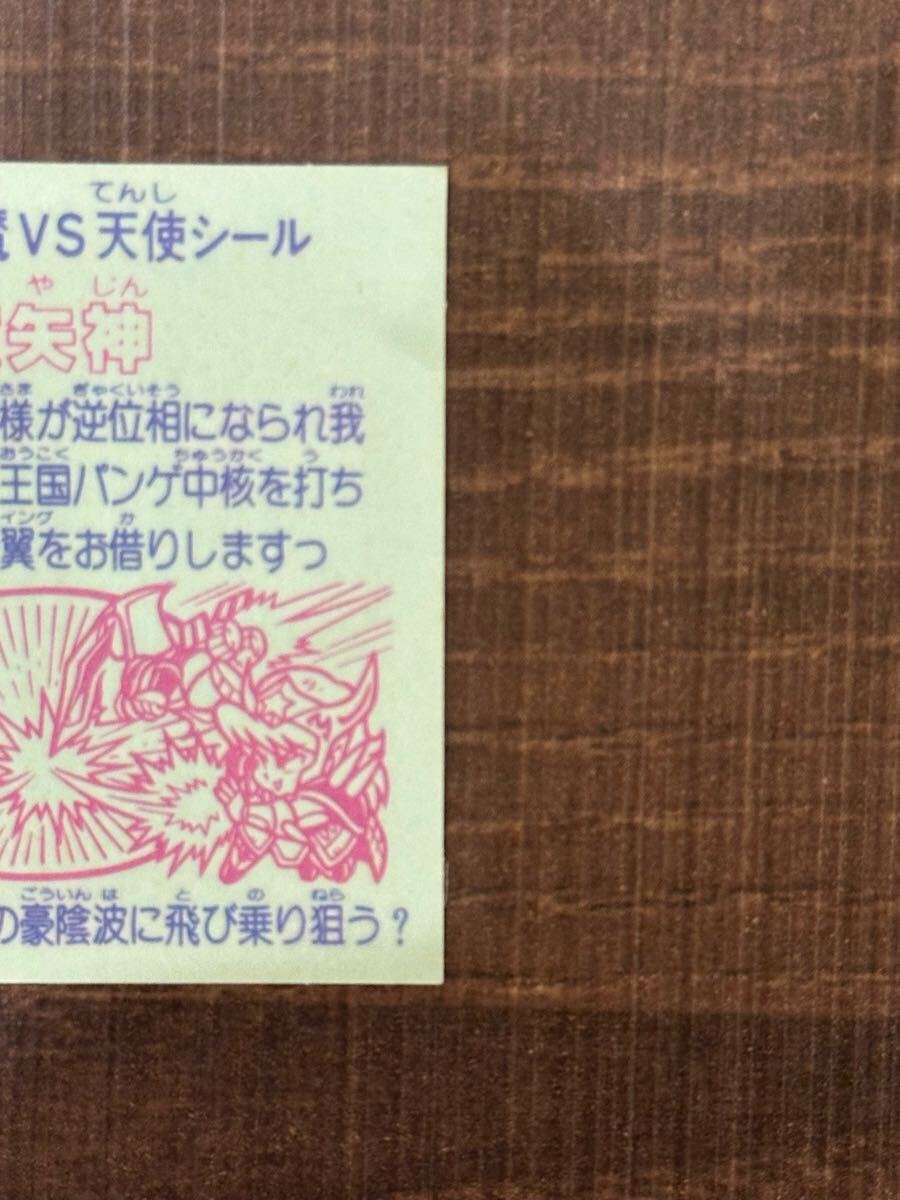 てんし
VS天使シール
や じん
矢神
さま ぎゃくいそう われ
様が逆位相になられ我
おうこく ちゅうかく う
王国パンゲ中核を打ち
イング か
翼をお借りしますっ
ごういん は と の ねら
の豪陰波に飛び乗り狙う?